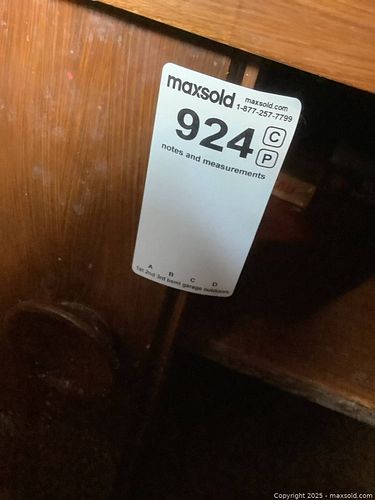 maxsold
maxsold.com
1-877-257-7799
924
C
P
notes and measurements
A B C D
1st 2nd 3rd bsmt garage outdoors
Copyright 2025 - maxsold.com